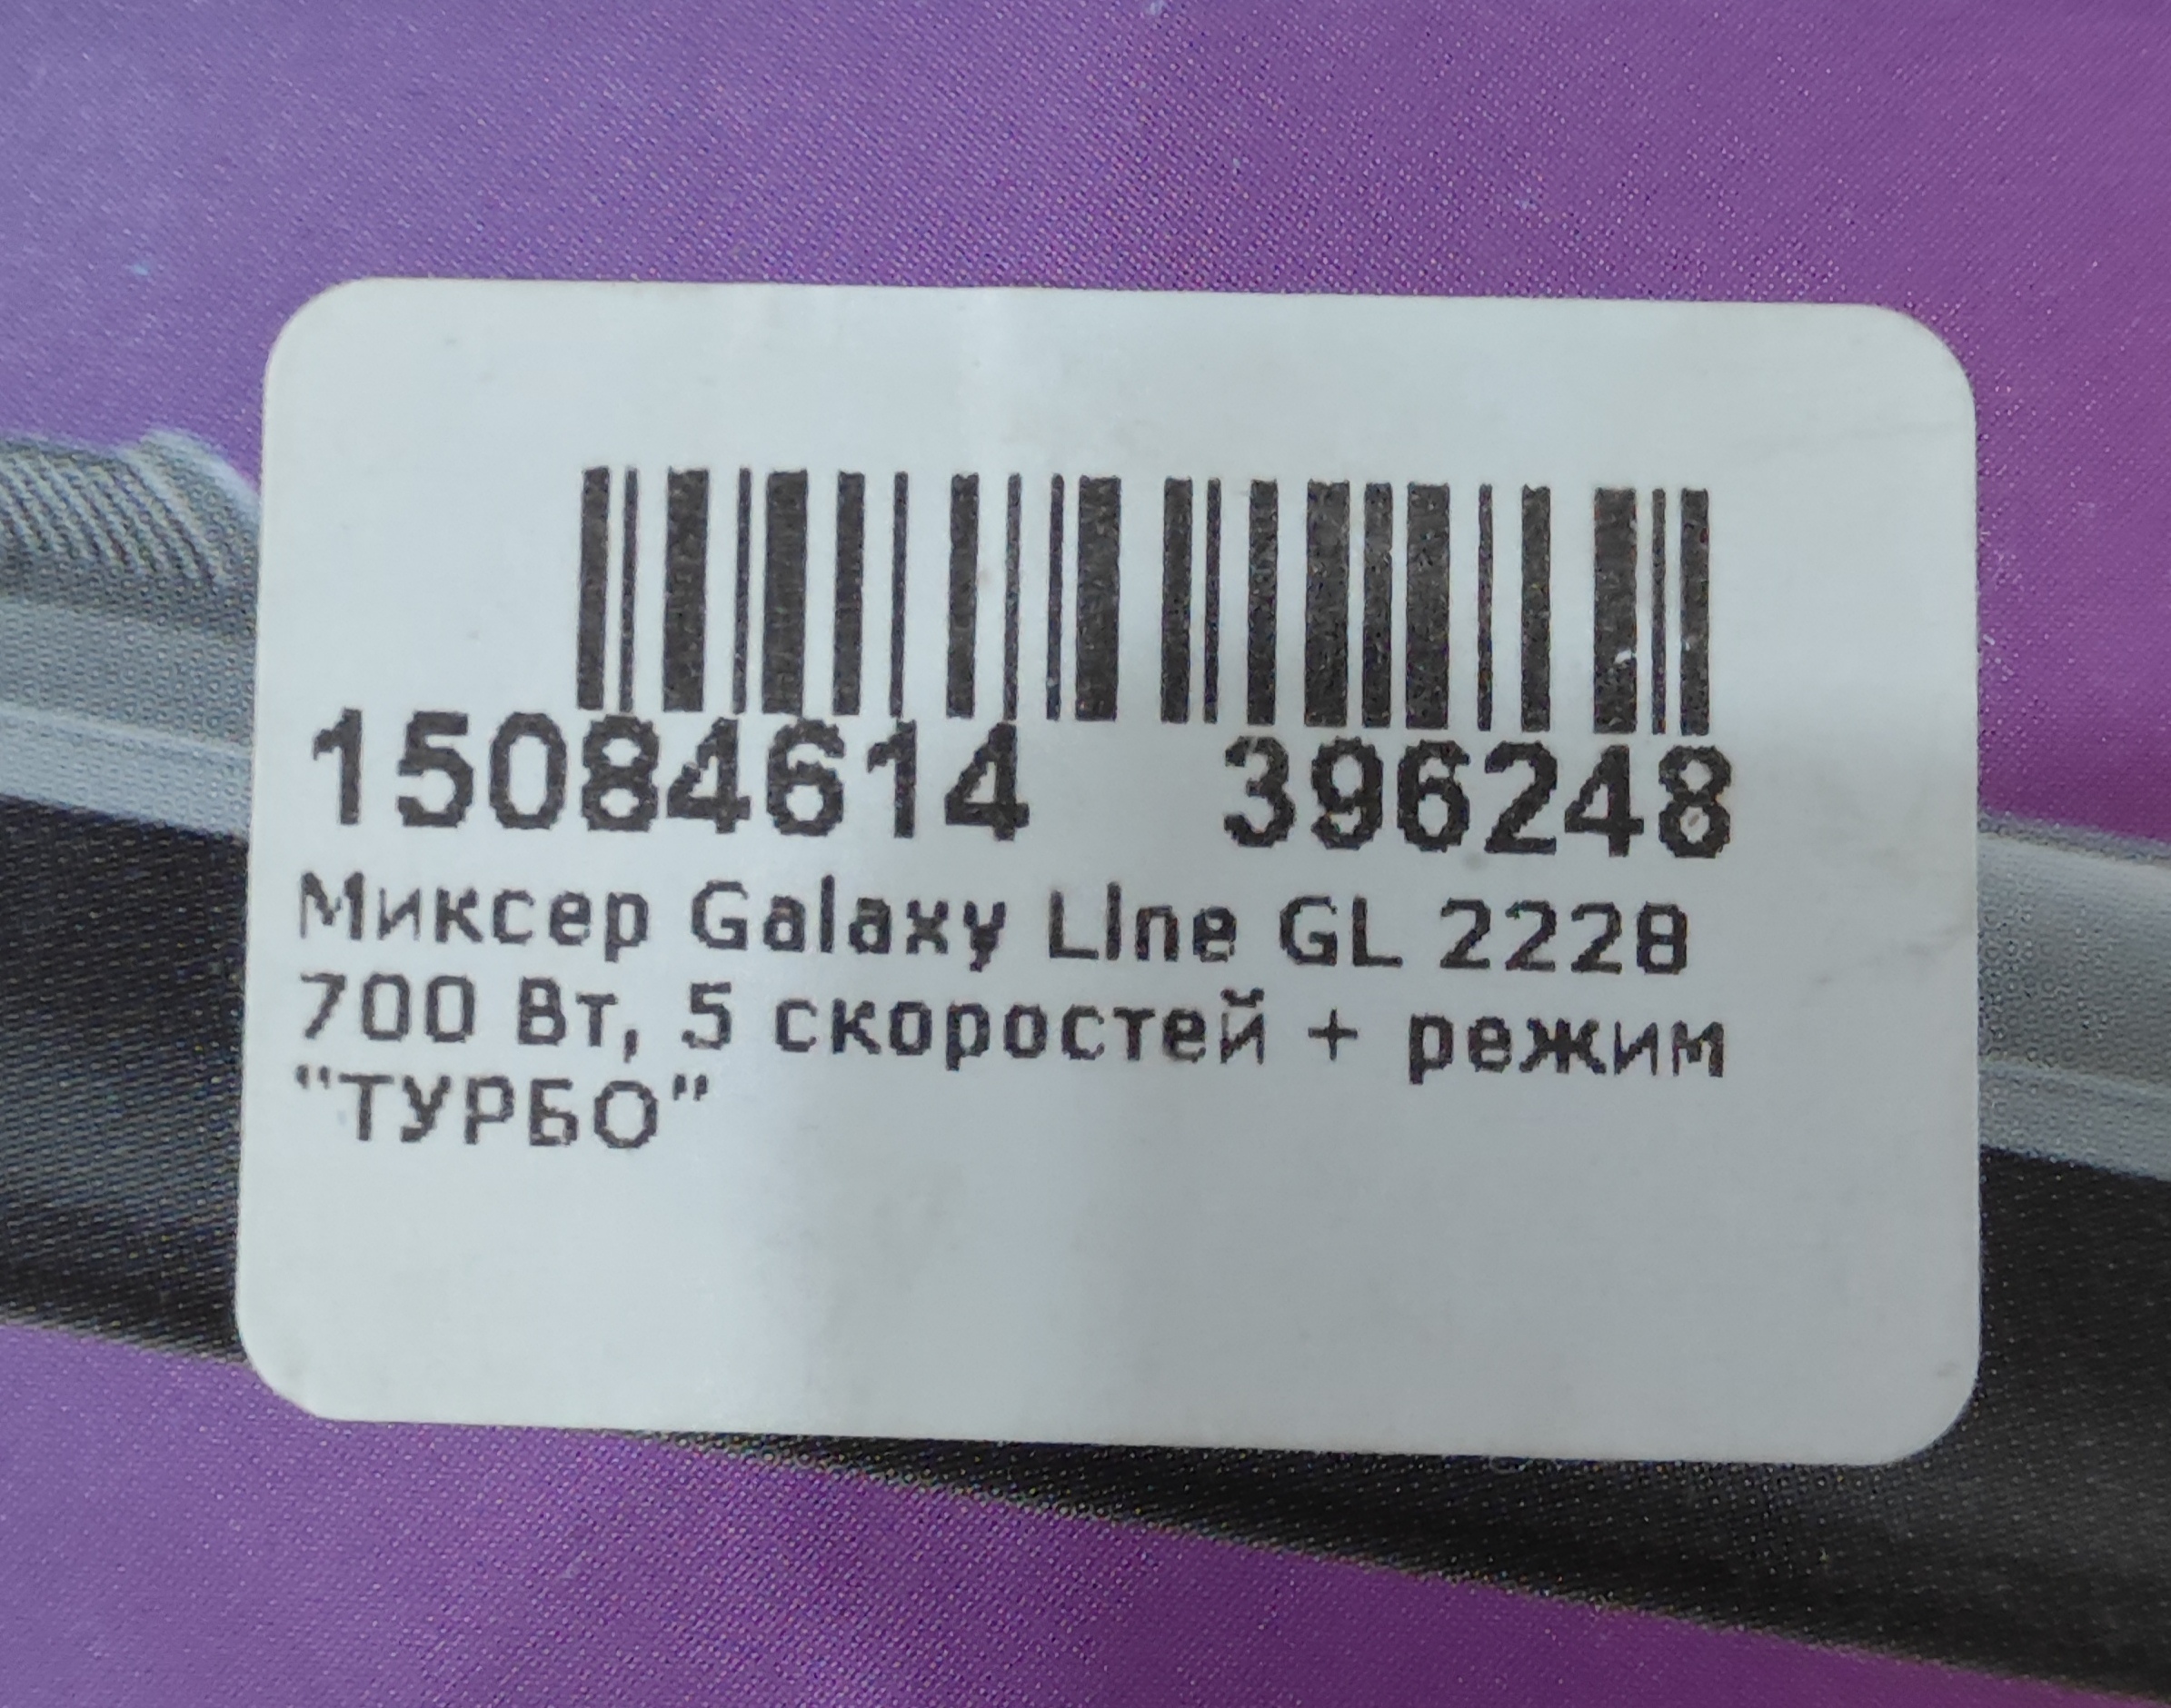 15084614 396248
Миксер Galaxy Line GL 2228
700 Вт, 5 скоростей + режим
"ТУРБО"